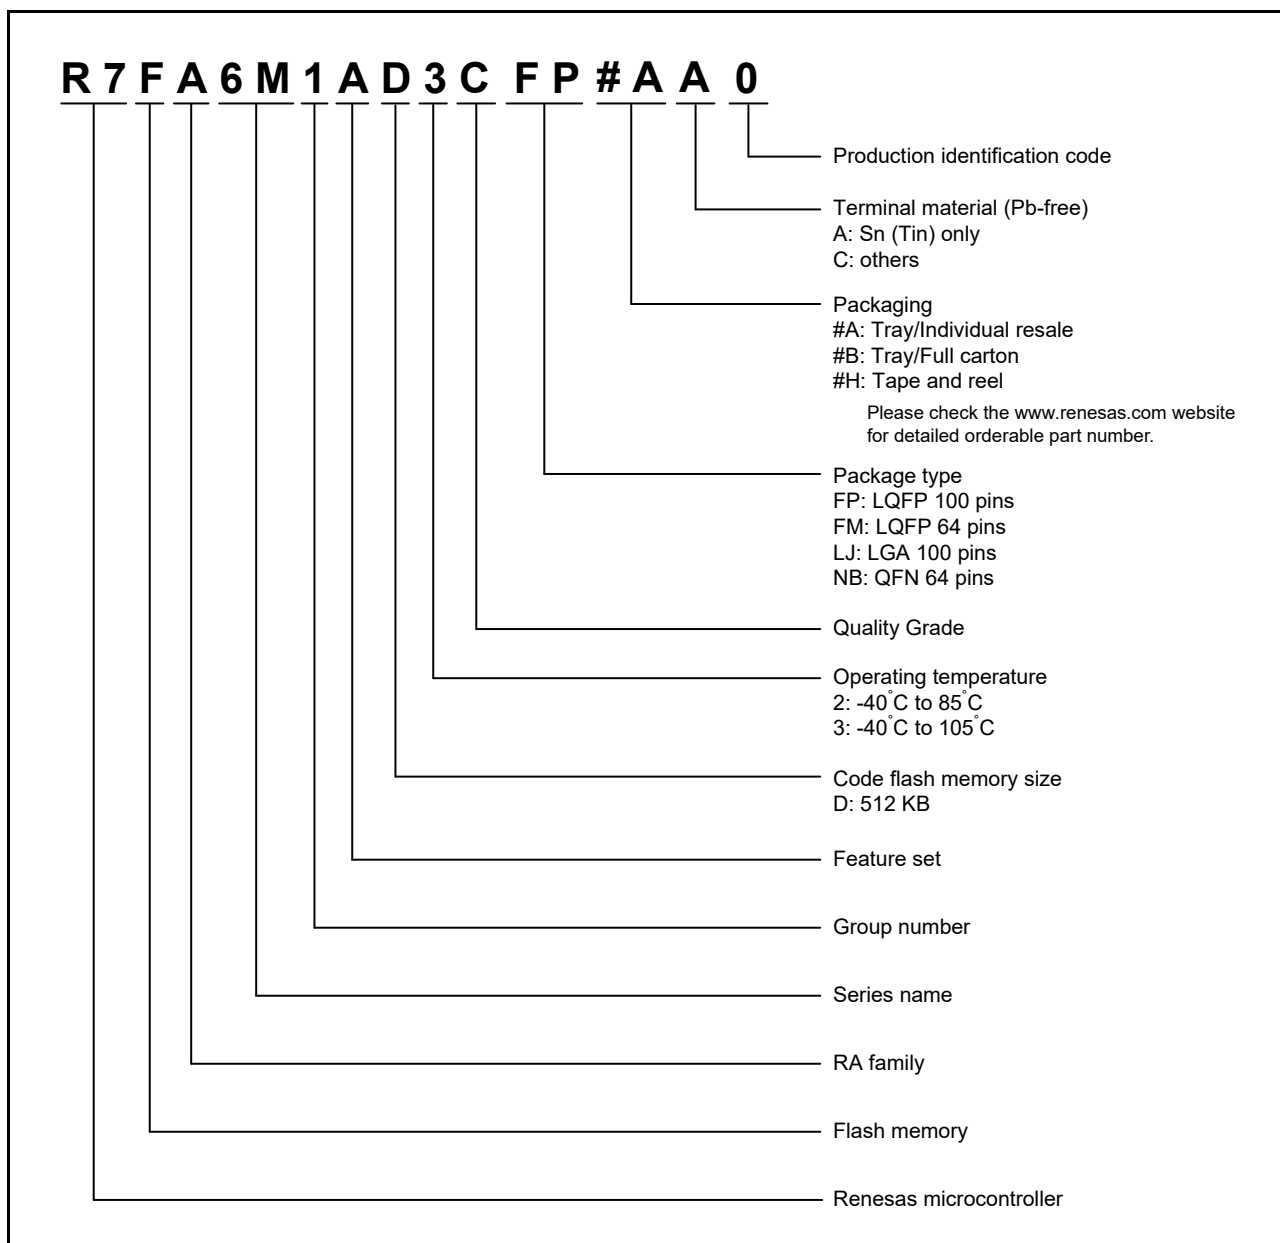 R7FA6M1AD3CFP#AA0
Production identification code
Terminal material (Pb-free)
A: Sn (Tin) only
C: others
Packaging
#A: Tray/Individual resale
#B: Tray/Full carton
#H: Tape and reel
Please check the www.renesas.com website
for detailed orderable part number.
Package type
FP: LQFP 100 pins
FM: LQFP 64 pins
LJ: LGA 100 pins
NB: QFN 64 pins
Quality Grade
Operating temperature
2: -40°C to 85°C
3: -40°C to 105°C
Code flash memory size
D: 512 KB
Feature set
Group number
Series name
RA family
Flash memory
Renesas microcontroller